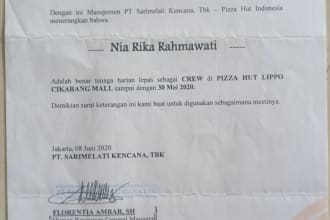 Dengan ini Manajemen PT Sarimelati Kencana, Tbk – Pizza Hut Indonesia
menerangkan bahwa :
----- Nia Rika Rahmawati -----
Adalah benar tenaga harian lepas sebagai CREW di PIZZA HUT LIPPO
CIKARANG MALL sampai dengan 30 Mei 2020.
Demikian surat keterangan ini kami buat untuk digunakan sebagaimana mestinya.
Jakarta, 08 Juni 2020
PT. SARIMELATI KENCANA, TBK
FLORENTIA AMBAR, SH